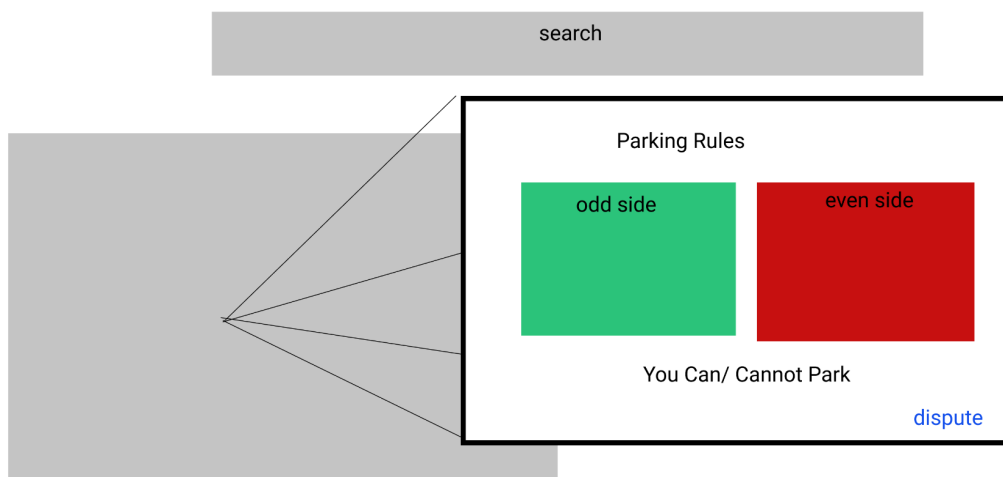 search
Parking Rules
odd side
even side
You Can/ Cannot Park
dispute